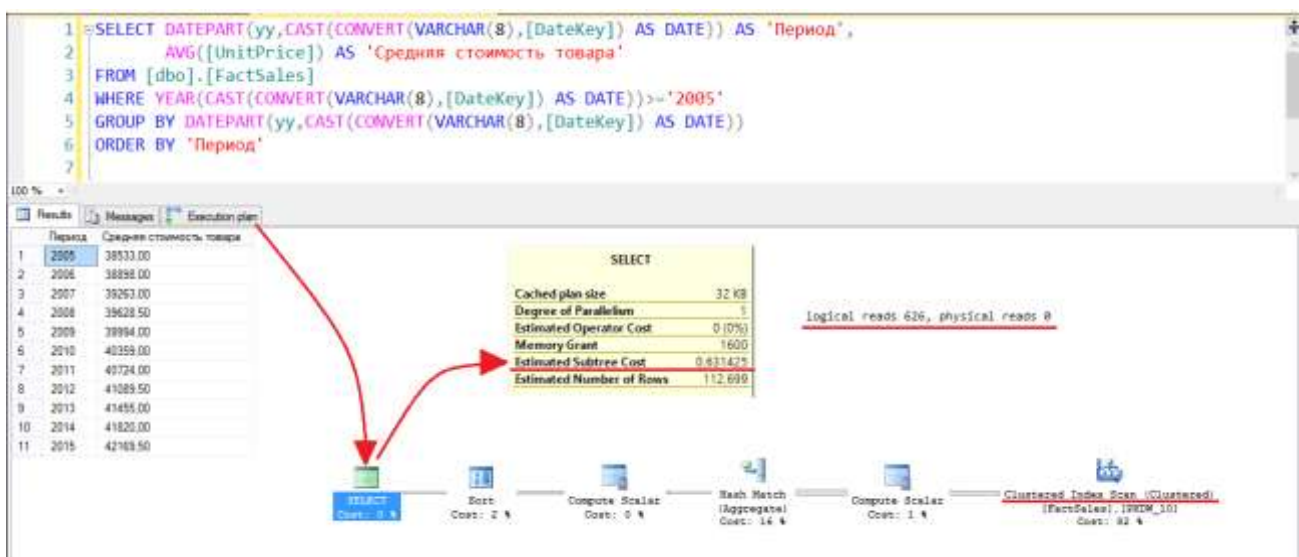 1 SELECT DATEPART(yy,CAST(CONVERT(VARCHAR(8),[DateKey]) AS DATE)) AS 'Период',
2 AVG([UnitPrice]) AS 'Средняя стоимость товара'
3 FROM [dbo].[FactSales]
4 WHERE YEAR(CAST(CONVERT(VARCHAR(8),[DateKey]) AS DATE))>='2005'
5 GROUP BY DATEPART(yy,CAST(CONVERT(VARCHAR(8),[DateKey]) AS DATE))
6 ORDER BY 'Период'
7
100 %
Results Messages Execution plan
Период Средняя стоимость товара
1 2005 38533,00
2 2006 38898,00
3 2007 39263,00
4 2008 39628,50
5 2009 39994,00
6 2010 40359,00
7 2011 40724,00
8 2012 41089,50
9 2013 41455,00
10 2014 41820,00
11 2015 42169,50
SELECT
Cached plan size 32 KB
Degree of Parallelism 1
Estimated Operator Cost 0 (0%)
Memory Grant 1600
Estimated Subtree Cost 0.631425
Estimated Number of Rows 112.699
logical reads 626, physical reads 0
SELECT
Cost: 0 %
Sort
Cost: 2 %
Compute Scalar
Cost: 0 %
Hash Match
(Aggregate)
Cost: 16 %
Compute Scalar
Cost: 1 %
Clustered Index Scan (Clustered)
[FactSales].[PKDW_10]
Cost: 82 %